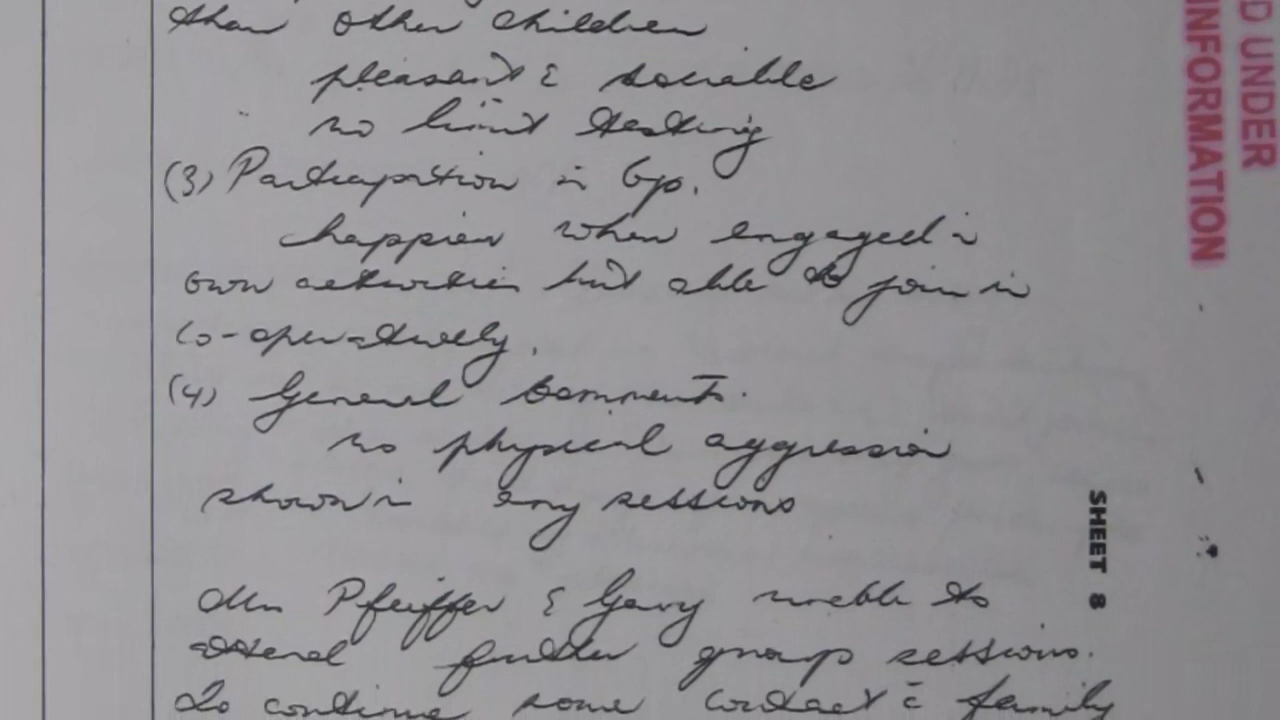 than other children
pleasant & sociable
no limit testing
(3) Participation in Gp.
happier when engaged in
own activities but able to join in
co-operatively.
(4) General Comments.
no physical aggression
shown in any sessions
Mrs Pfeiffer & Gary unable to
attend further group sessions.
To continue some contact c̄ family
D UNDER
INFORMATION
SHEET 8